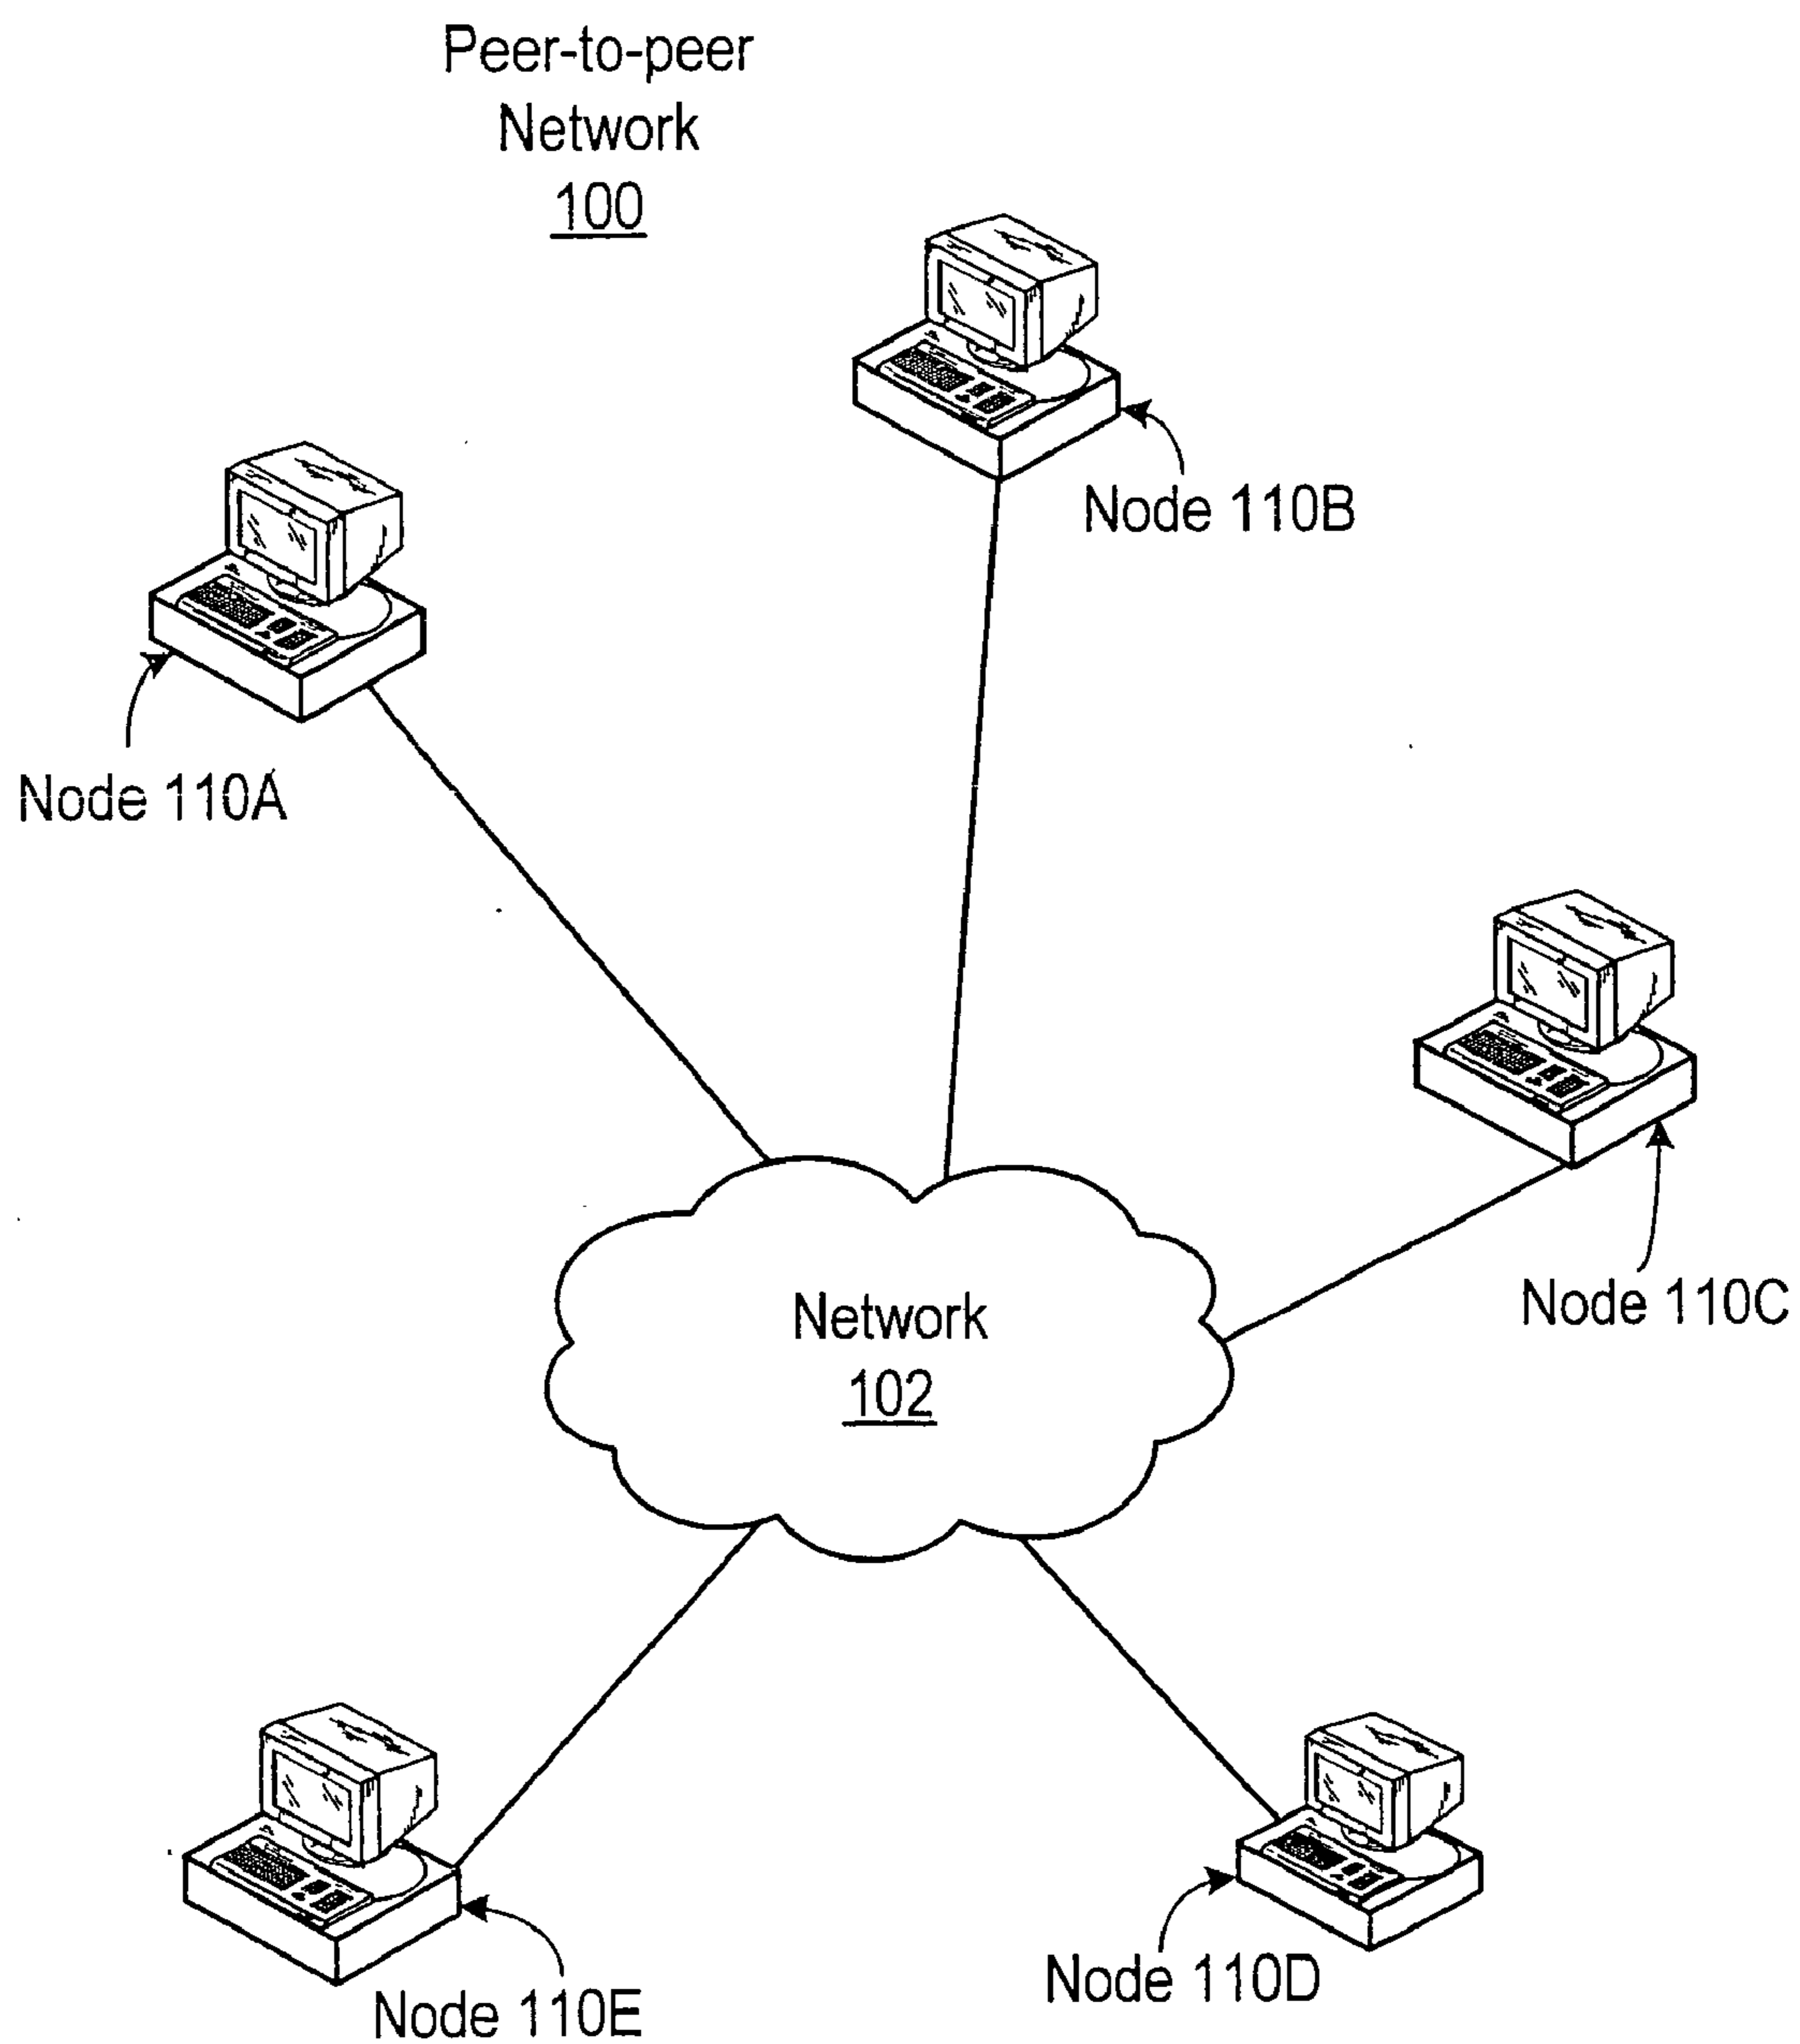 Peer-to-peer
Network
100
Node 110B
Node 110A
Node 110C
Network
102
Node 110D
Node 110E